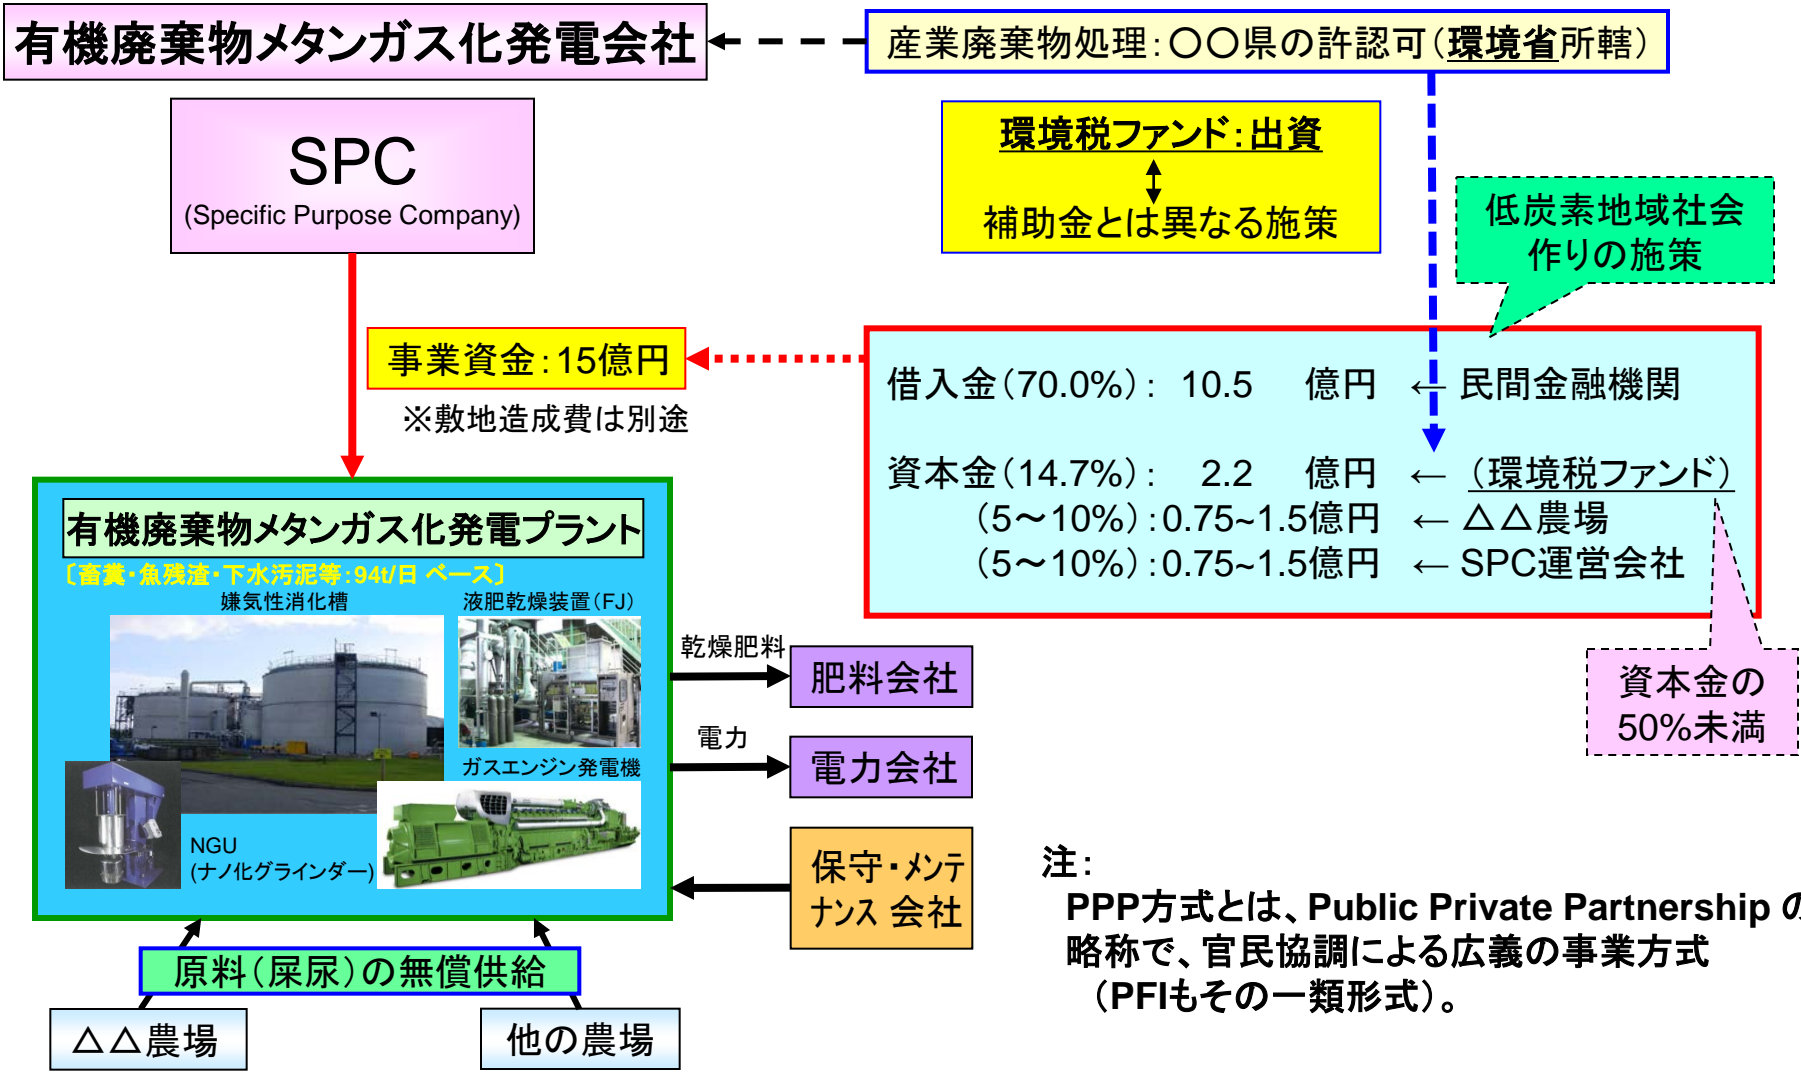 有機廃棄物メタンガス化発電会社
産業廃棄物処理：〇〇県の許認可（環境省所轄）
SPC
(Specific Purpose Company)
環境税ファンド：出資
補助金とは異なる施策
低炭素地域社会
作りの施策
事業資金：15億円
※敷地造成費は別途
借入金（70.0%）： 10.5 億円 ← 民間金融機関
資本金（14.7%）： 2.2 億円 ← （環境税ファンド）
（5～10%）：0.75~1.5億円 ← △△農場
（5～10%）：0.75~1.5億円 ← SPC運営会社
資本金の
50%未満
有機廃棄物メタンガス化発電プラント
〔畜糞・魚残渣・下水汚泥等：94t/日 ベース〕
嫌気性消化槽
液肥乾燥装置（FJ）
ガスエンジン発電機
NGU
(ナノ化グラインダー)
乾燥肥料
肥料会社
電力
電力会社
保守・メンテ
ナンス 会社
原料（屎尿）の無償供給
△△農場
他の農場
注：
PPP方式とは、Public Private Partnership の
略称で、官民協調による広義の事業方式
（PFIもその一類形式）。